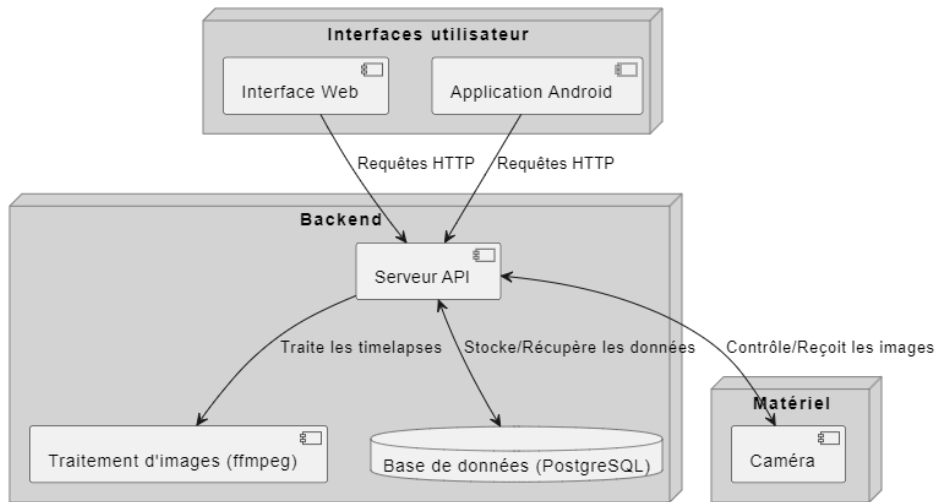 Interfaces utilisateur
Interface Web
Application Android
Requêtes HTTP
Requêtes HTTP
Backend
Serveur API
Traite les timelapses
Stocke/Récupère les données
Contrôle/Reçoit les images
Matériel
Traitement d'images (ffmpeg)
Base de données (PostgreSQL)
Caméra